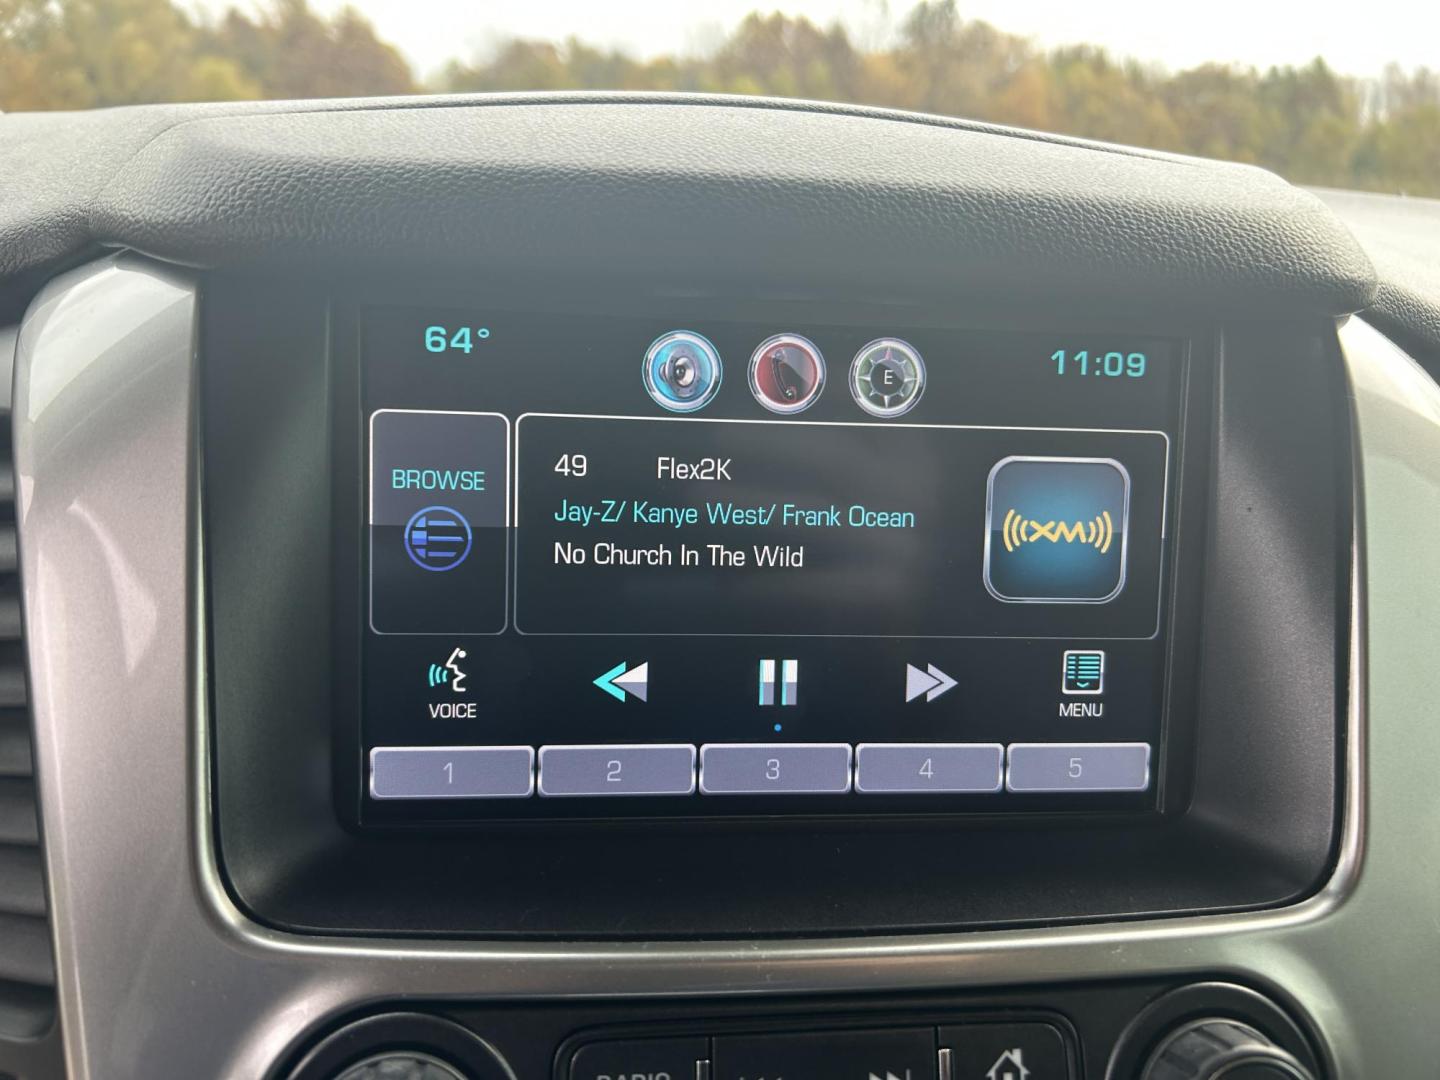 64°
E
11:09
BROWSE
49 Flex2K
Jay-Z/ Kanye West/ Frank Ocean
No Church In The Wild
(((XM)))
VOICE
MENU
1 2 3 4 5
RADIO